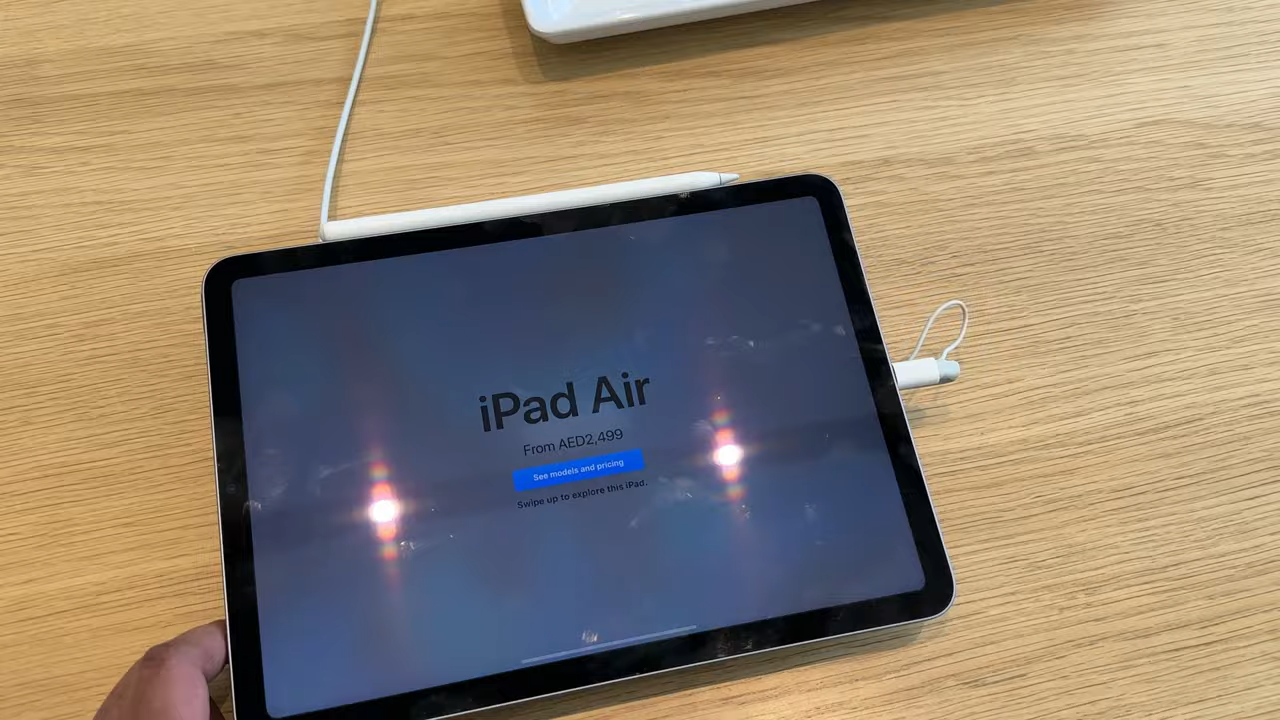 iPad Air
From AED2,499
See models and pricing
Swipe up to explore this iPad.